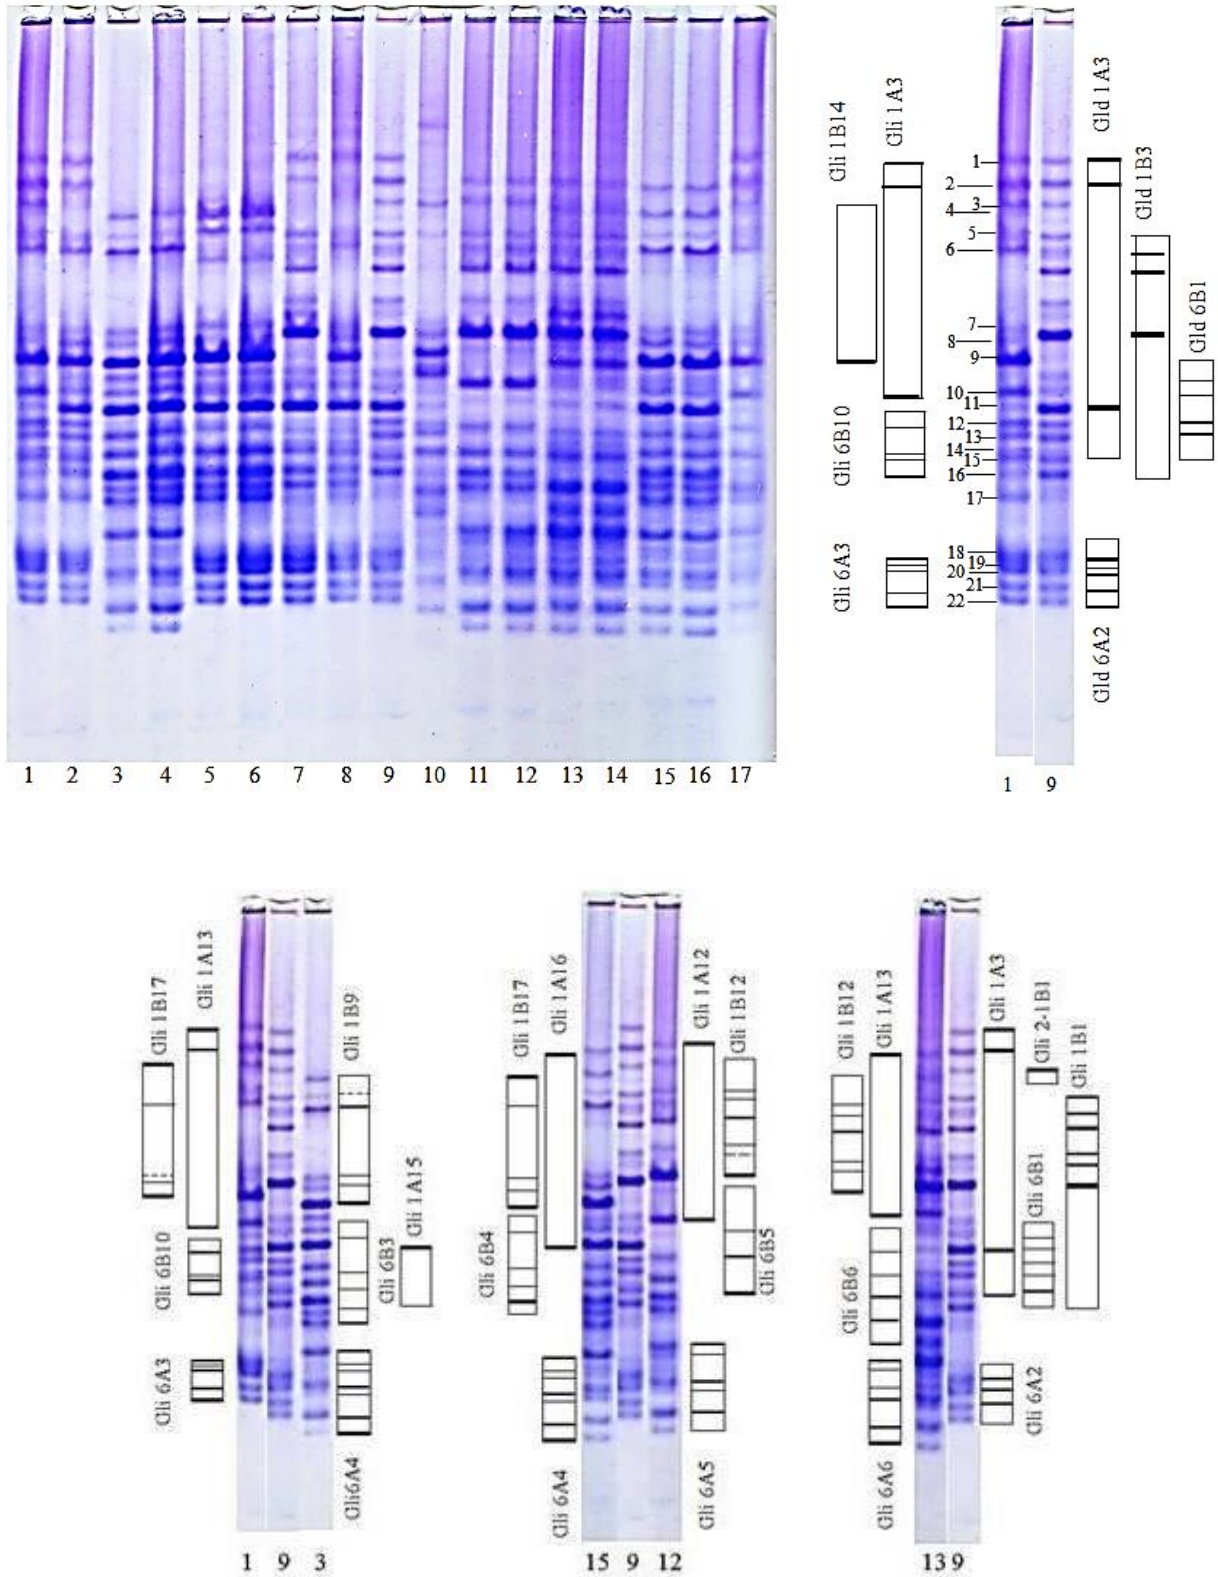 1 2 3 4 5 6 7 8 9 10 11 12 13 14 15 16 17
Gli 1B14
Gli 1A3
Gli 6B10
Gli 6A3
1
2
3
4
5
6
7
8
9
10
11
12
13
14
15
16
17
18
19
20
21
22
Gld 1A3
Gld 1B3
Gld 6B1
Gld 6A2
1 9
Gli 1B17
Gli 1A13
Gli 6B10
Gli 6A3
Gli 1B9
Gli 1A15
Gli 6B3
Gli6A4
1 9 3
Gli 1B17
Gli 1A16
Gli 6B4
Gli 6A4
Gli 1A12
Gli 1B12
Gli 6B5
Gli 6A5
15 9 12
Gli 1B12
Gli 1A13
Gli 6B6
Gli 6A6
Gli 1A3
Gli 2-1B1
Gli 1B1
Gli 6B1
Gli 6A2
13 9